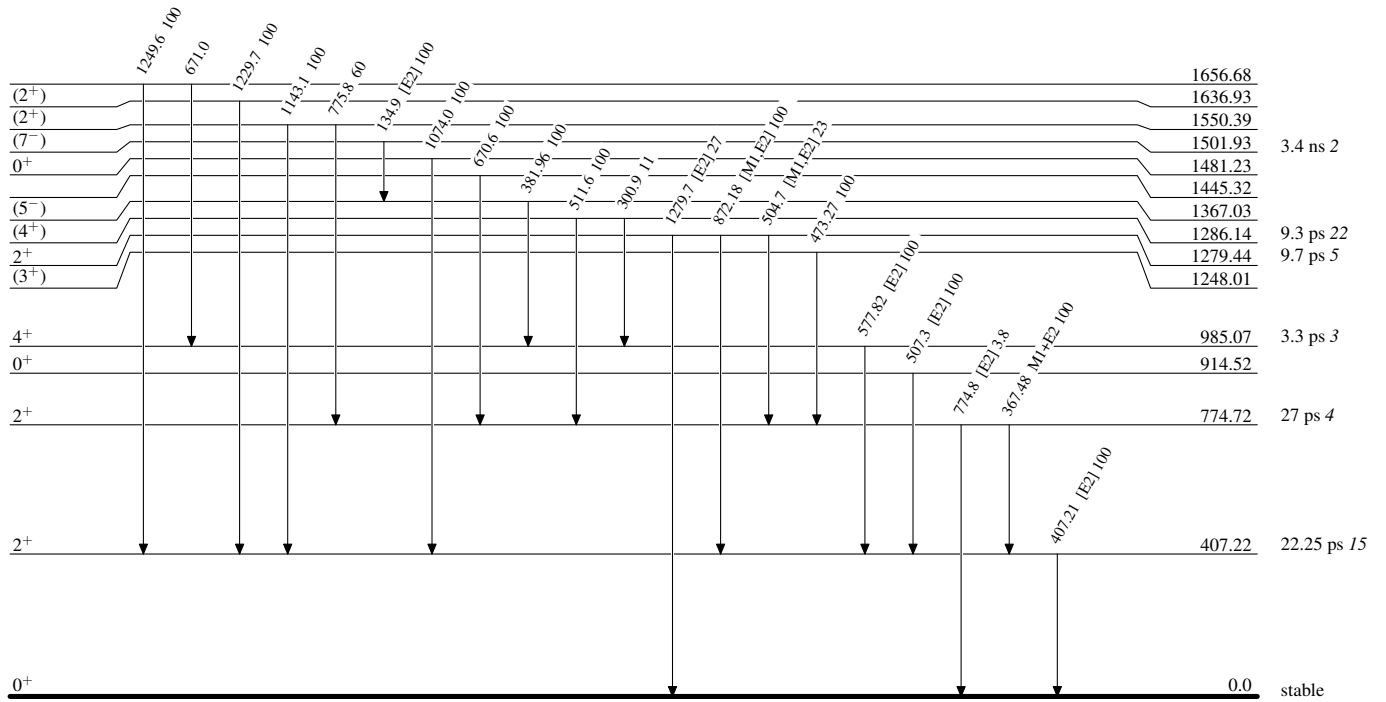 1249.6 100
671.0
1229.7 100
1143.1 100
775.8 60
134.9 [E2] 100
1074.0 100
670.6 100
381.96 100
511.6 100
300.9 11
1279.7 [E2] 27
872.18 [M1,E2] 100
504.7 [M1,E2] 23
473.27 100
577.82 [E2] 100
507.3 [E2] 100
774.8 [E2] 3.8
367.48 M1+E2 100
407.21 [E2] 100
1656.68
(2⁺) 1636.93
(2⁺) 1550.39
(7⁻) 1501.93 3.4 ns 2
0⁺ 1481.23
1445.32
(5⁻) 1367.03
(4⁺) 1286.14 9.3 ps 22
2⁺ 1279.44 9.7 ps 5
(3⁺) 1248.01
4⁺ 985.07 3.3 ps 3
0⁺ 914.52
2⁺ 774.72 27 ps 4
2⁺ 407.22 22.25 ps 15
0⁺ 0.0 stable